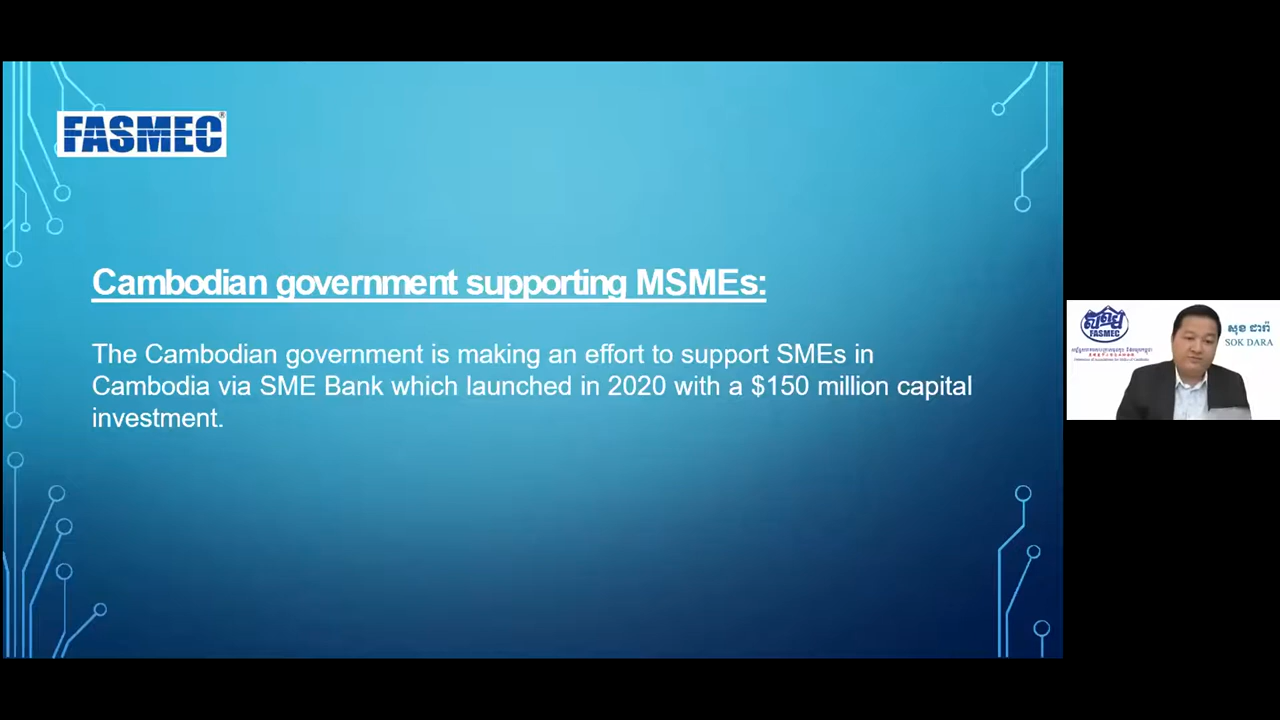 FASMEC®
Cambodian government supporting MSMEs:
The Cambodian government is making an effort to support SMEs in
Cambodia via SME Bank which launched in 2020 with a $150 million capital
investment.
FASMEC
សុខ ដារ៉ា
SOK DARA